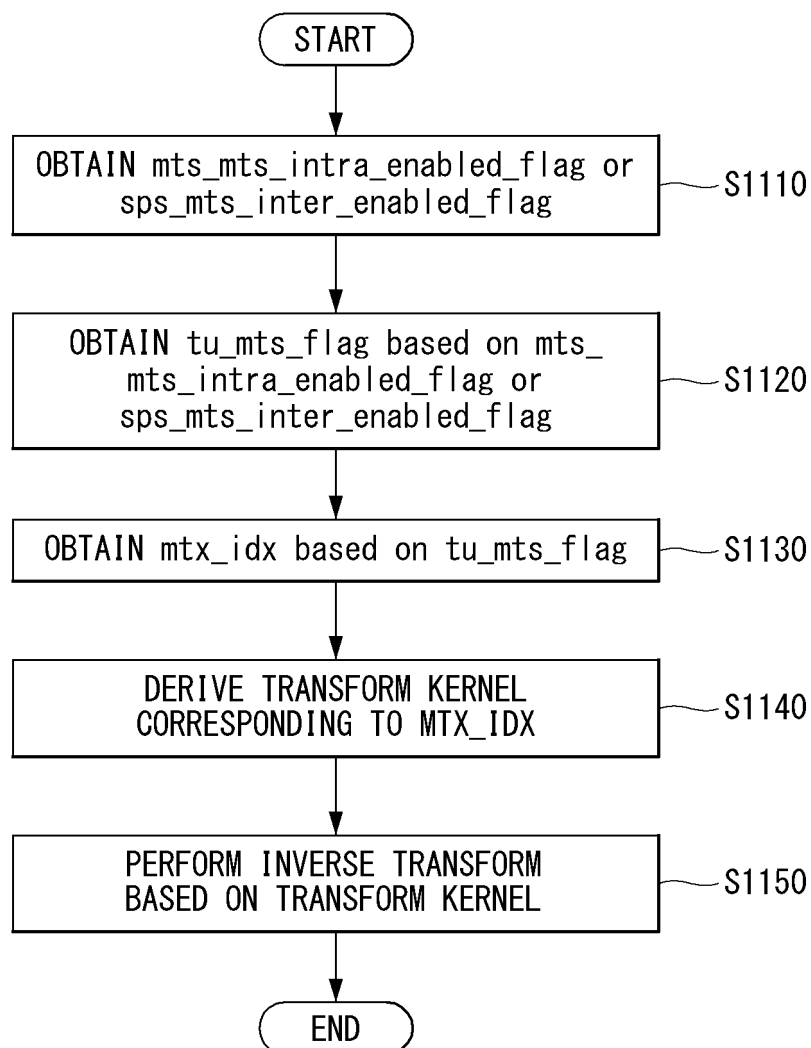 START
OBTAIN mts_mts_intra_enabled_flag or
sps_mts_inter_enabled_flag
S1110
OBTAIN tu_mts_flag based on mts_
mts_intra_enabled_flag or
sps_mts_inter_enabled_flag
S1120
OBTAIN mtx_idx based on tu_mts_flag
S1130
DERIVE TRANSFORM KERNEL
CORRESPONDING TO MTX_IDX
S1140
PERFORM INVERSE TRANSFORM
BASED ON TRANSFORM KERNEL
S1150
END